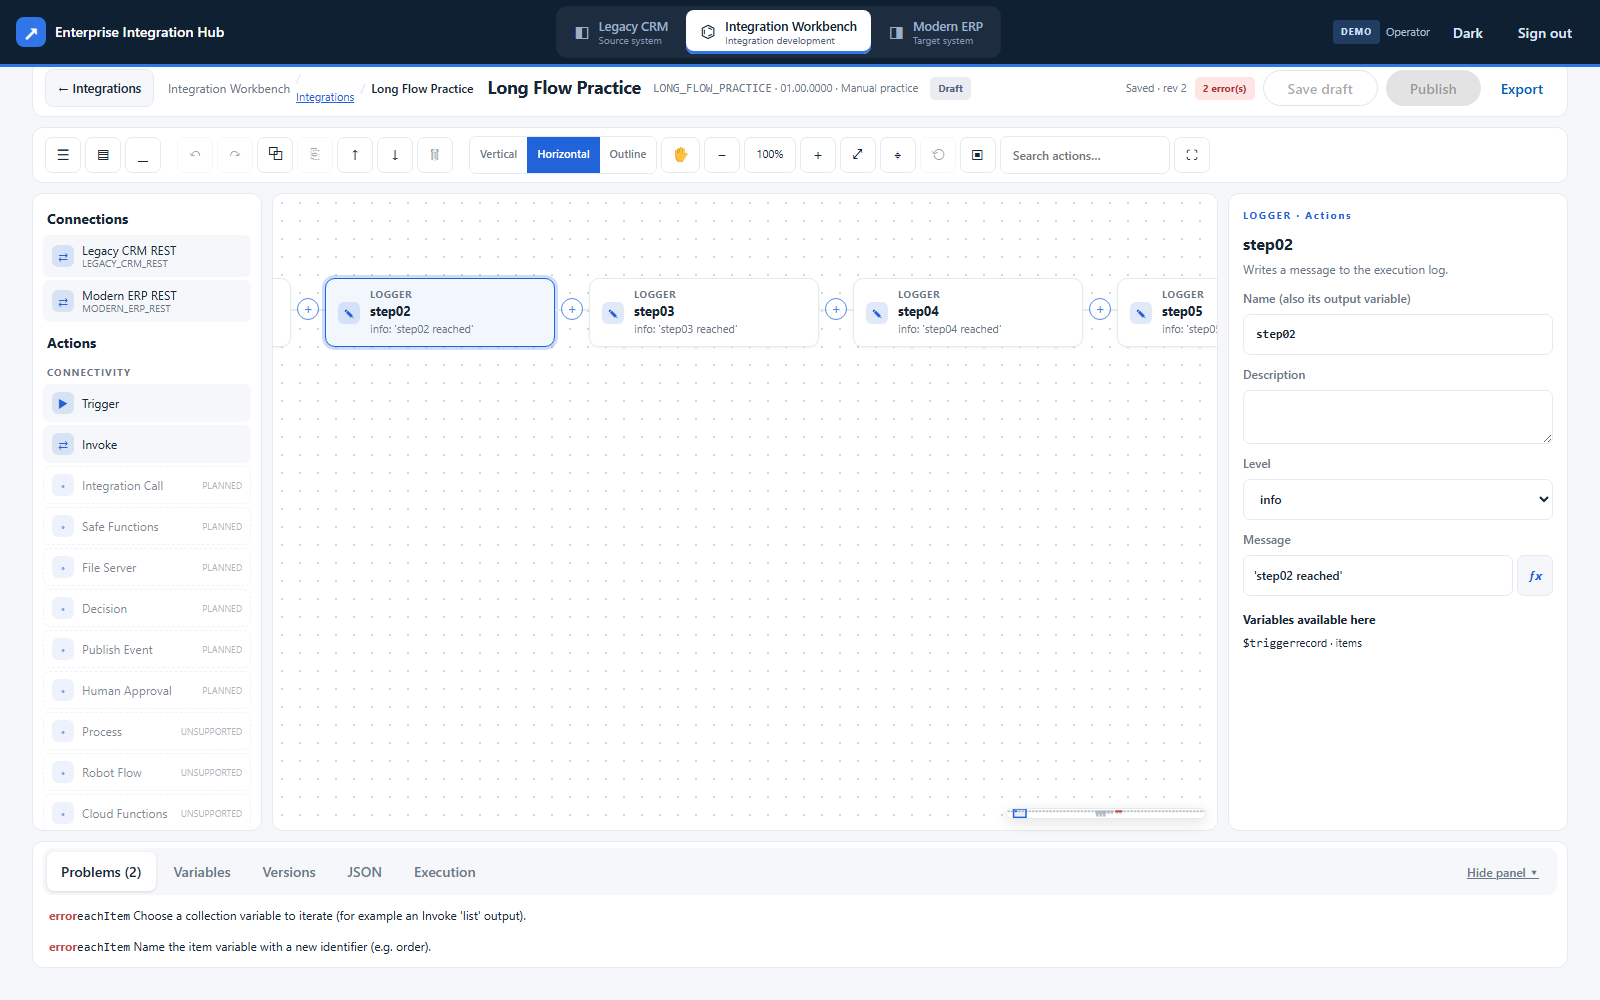 Enterprise Integration Hub
Legacy CRM
Source system
Integration Workbench
Integration development
Modern ERP
Target system
DEMO
Operator
Dark
Sign out
← Integrations
Integration Workbench
/
Integrations
/
Long Flow Practice
Long Flow Practice
LONG_FLOW_PRACTICE · 01.00.0000 · Manual practice
Draft
Saved · rev 2
2 error(s)
Save draft
Publish
Export
Vertical
Horizontal
Outline
−
100%
+
Search actions...
Connections
Legacy CRM REST
LEGACY_CRM_REST
Modern ERP REST
MODERN_ERP_REST
Actions
CONNECTIVITY
Trigger
Invoke
Integration Call PLANNED
Safe Functions PLANNED
File Server PLANNED
Decision PLANNED
Publish Event PLANNED
Human Approval PLANNED
Process UNSUPPORTED
Robot Flow UNSUPPORTED
Cloud Functions UNSUPPORTED
+
LOGGER
step02
info: 'step02 reached'
+
LOGGER
step03
info: 'step03 reached'
+
LOGGER
step04
info: 'step04 reached'
+
LOGGER
step05
info: 'step05
LOGGER · Actions
step02
Writes a message to the execution log.
Name (also its output variable)
step02
Description
Level
info
Message
'step02 reached'
ƒx
Variables available here
$triggerrecord · items
Problems (2)
Variables
Versions
JSON
Execution
Hide panel ▾
erroreachItem Choose a collection variable to iterate (for example an Invoke 'list' output).
erroreachItem Name the item variable with a new identifier (e.g. order).